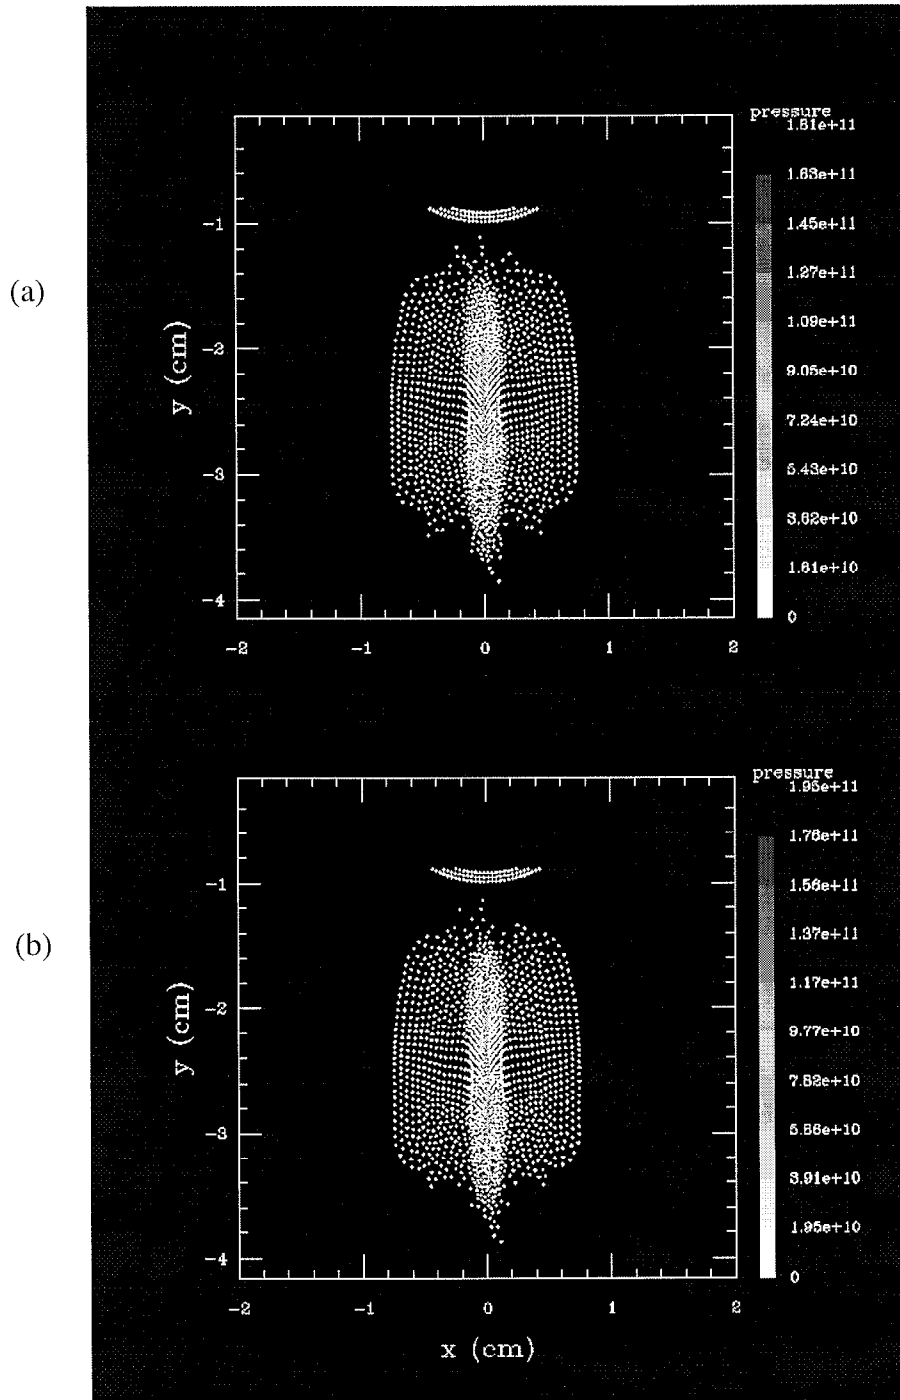 (a)
pressure
1.81e+11
1.63e+11
1.45e+11
1.27e+11
1.09e+11
9.05e+10
7.24e+10
5.43e+10
3.62e+10
1.81e+10
0
y (cm)
-1
-2
-3
-4
-2 -1 0 1 2
(b)
pressure
1.95e+11
1.76e+11
1.56e+11
1.37e+11
1.17e+11
9.77e+10
7.82e+10
5.86e+10
3.91e+10
1.95e+10
0
y (cm)
-1
-2
-3
-4
-2 -1 0 1 2
x (cm)